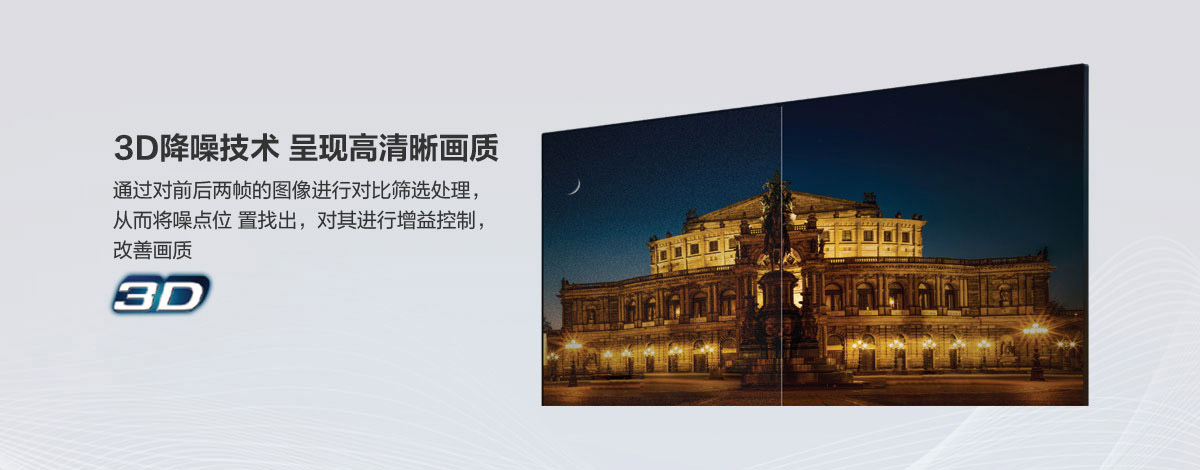 3D降噪技术 呈现高清晰画质
通过对前后两帧的图像进行对比筛选处理，
从而将噪点位 置找出，对其进行增益控制，
改善画质
3D